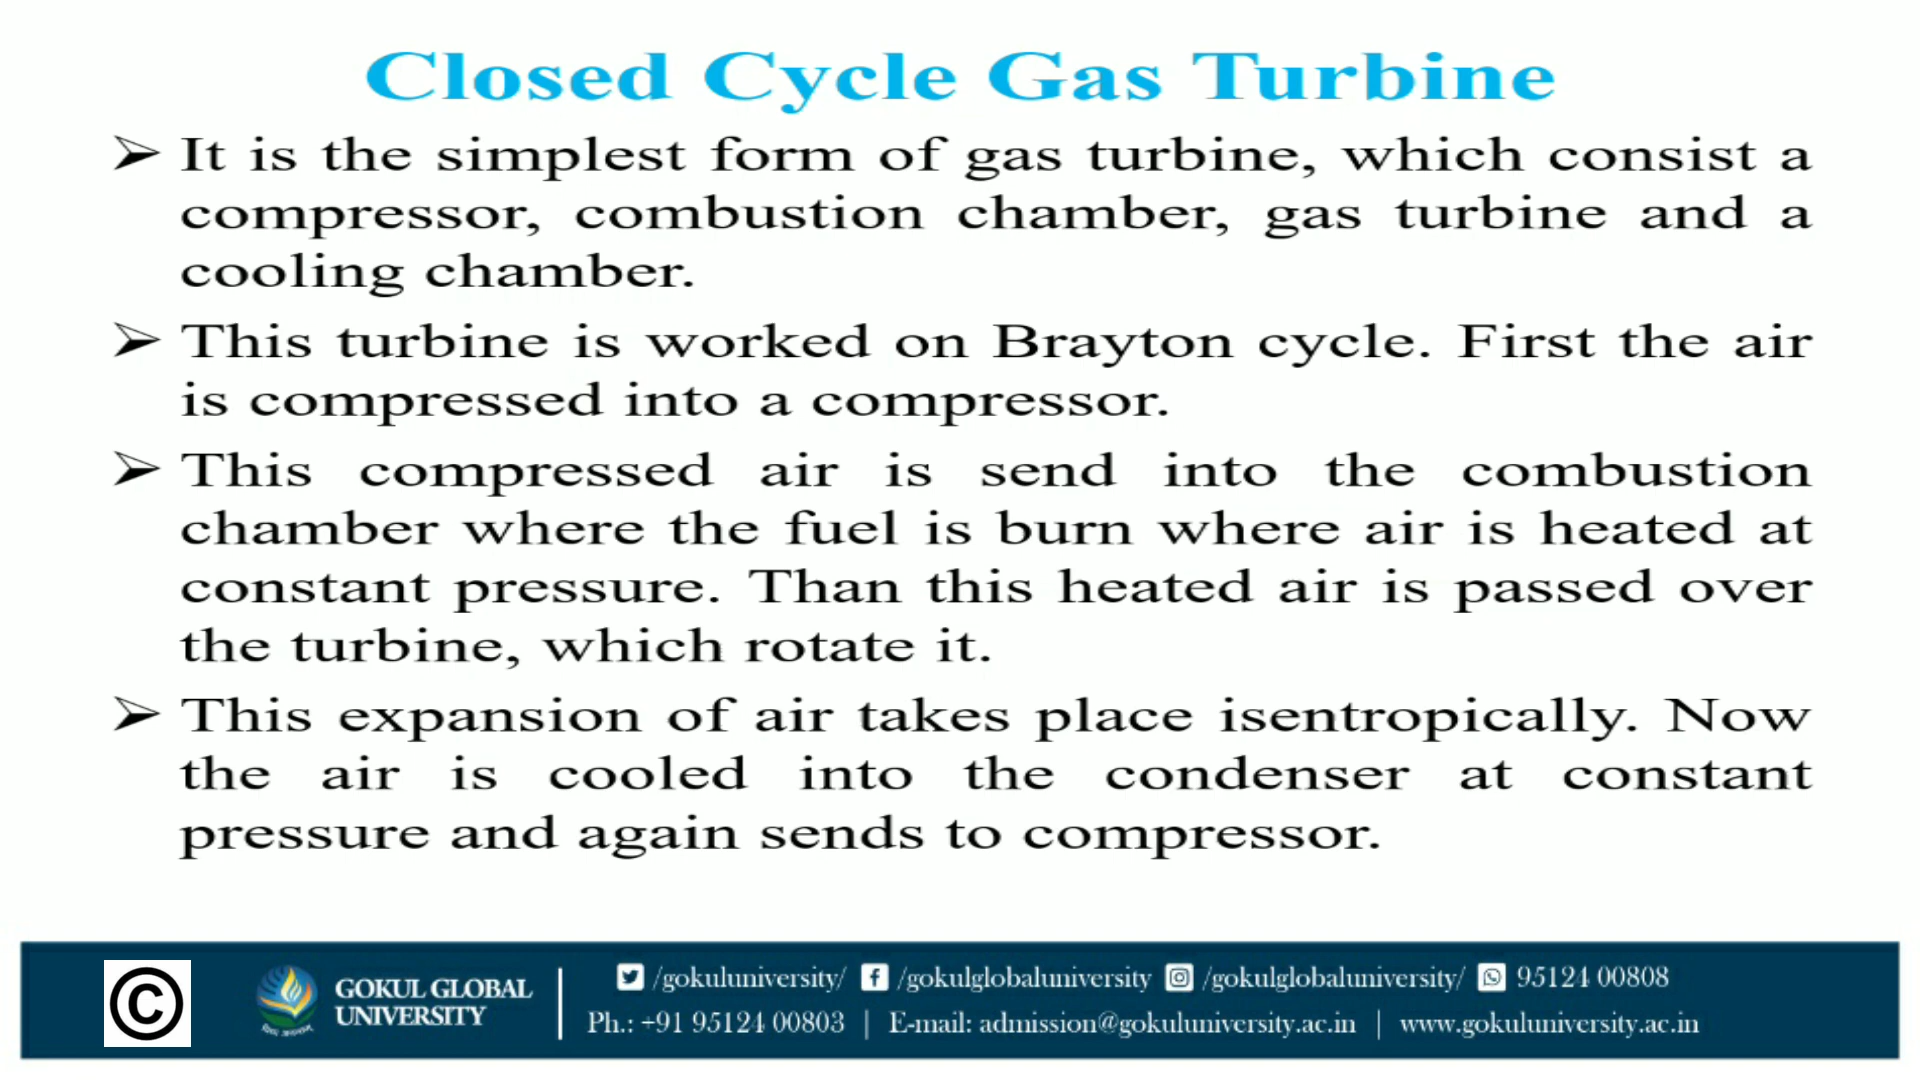 Closed Cycle Gas Turbine
➢ It is the simplest form of gas turbine, which consist a
compressor, combustion chamber, gas turbine and a
cooling chamber.
➢ This turbine is worked on Brayton cycle. First the air
is compressed into a compressor.
➢ This compressed air is send into the combustion
chamber where the fuel is burn where air is heated at
constant pressure. Than this heated air is passed over
the turbine, which rotate it.
➢ This expansion of air takes place isentropically. Now
the air is cooled into the condenser at constant
pressure and again sends to compressor.
©
GOKUL GLOBAL
UNIVERSITY
/gokuluniversity/ /gokulglobaluniversity /gokulglobaluniversity/ 95124 00808
Ph.: +91 95124 00803 | E-mail: admission@gokuluniversity.ac.in | www.gokuluniversity.ac.in